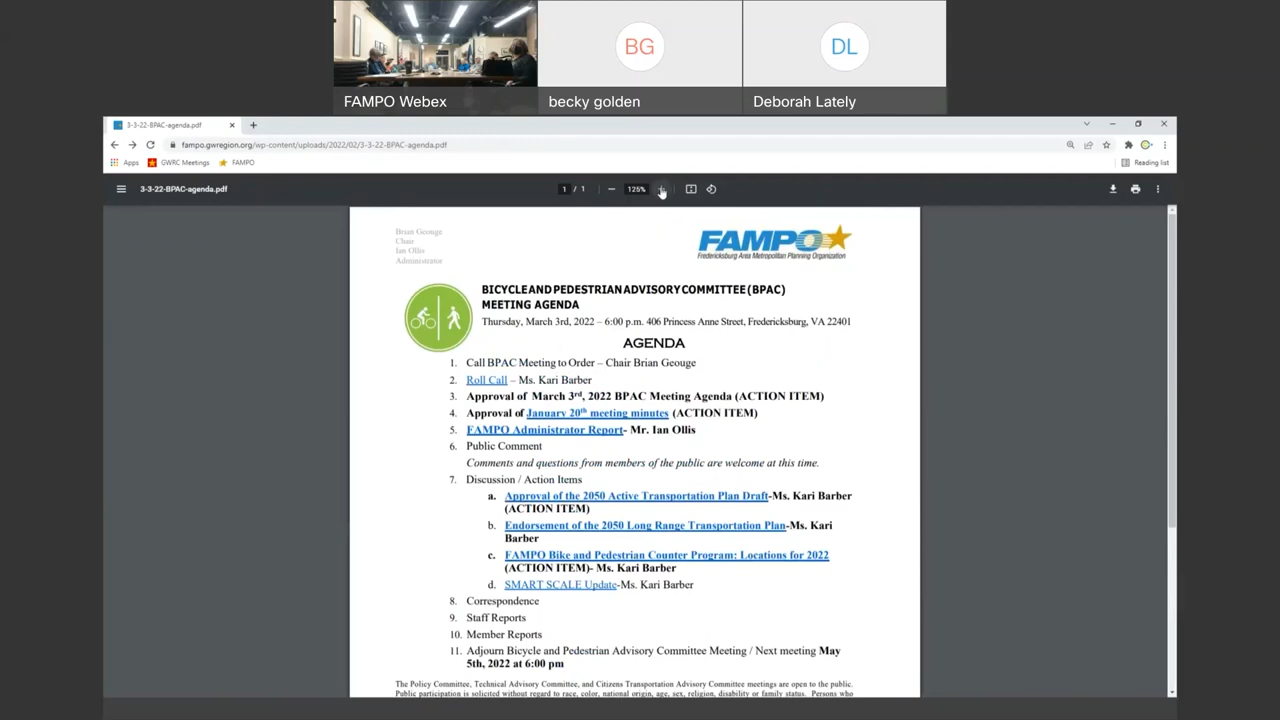 BG
DL
FAMPO Webex
becky golden
Deborah Lately
3-3-22-BPAC-agenda.pdf
fampo.gwregion.org/wp-content/uploads/2022/02/3-3-22-BPAC-agenda.pdf
Apps GWRC Meetings FAMPO Reading list
3-3-22-BPAC-agenda.pdf 1 / 1 125%
Brian Geouge
Chair
Ian Ollis
Administrator
FAMPO
Fredericksburg Area Metropolitan Planning Organization
BICYCLE AND PEDESTRIAN ADVISORY COMMITTEE (BPAC)
MEETING AGENDA
Thursday, March 3rd, 2022 – 6:00 p.m. 406 Princess Anne Street, Fredericksburg, VA 22401
AGENDA
1. Call BPAC Meeting to Order – Chair Brian Geouge
2. Roll Call – Ms. Kari Barber
3. Approval of March 3rd, 2022 BPAC Meeting Agenda (ACTION ITEM)
4. Approval of January 20th meeting minutes (ACTION ITEM)
5. FAMPO Administrator Report- Mr. Ian Ollis
6. Public Comment
Comments and questions from members of the public are welcome at this time.
7. Discussion / Action Items
a. Approval of the 2050 Active Transportation Plan Draft-Ms. Kari Barber
(ACTION ITEM)
b. Endorsement of the 2050 Long Range Transportation Plan-Ms. Kari
Barber
c. FAMPO Bike and Pedestrian Counter Program: Locations for 2022
(ACTION ITEM)- Ms. Kari Barber
d. SMART SCALE Update-Ms. Kari Barber
8. Correspondence
9. Staff Reports
10. Member Reports
11. Adjourn Bicycle and Pedestrian Advisory Committee Meeting / Next meeting May
5th, 2022 at 6:00 pm
The Policy Committee, Technical Advisory Committee, and Citizens Transportation Advisory Committee meetings are open to the public.
Public participation is solicited without regard to race, color, national origin, age, sex, religion, disability or family status. Persons who